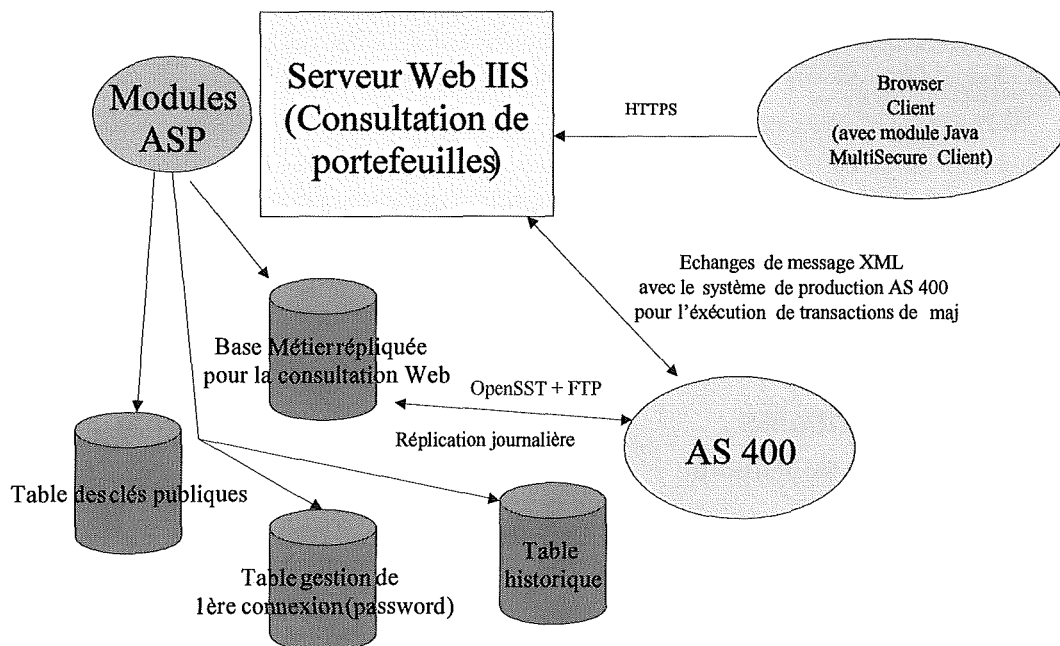 Modules
ASP
Serveur Web IIS
(Consultation de
portefeuilles)
HTTPS
Browser
Client
(avec module Java
MultiSecure Client)
Echanges de message XML
avec le système de production AS 400
pour l'éxécution de transactions de maj
Base Métier répliquée
pour la consultation Web
OpenSST + FTP
Réplication journalière
AS 400
Table des clés publiques
Table gestion de
1ère connexion (password)
Table
historique